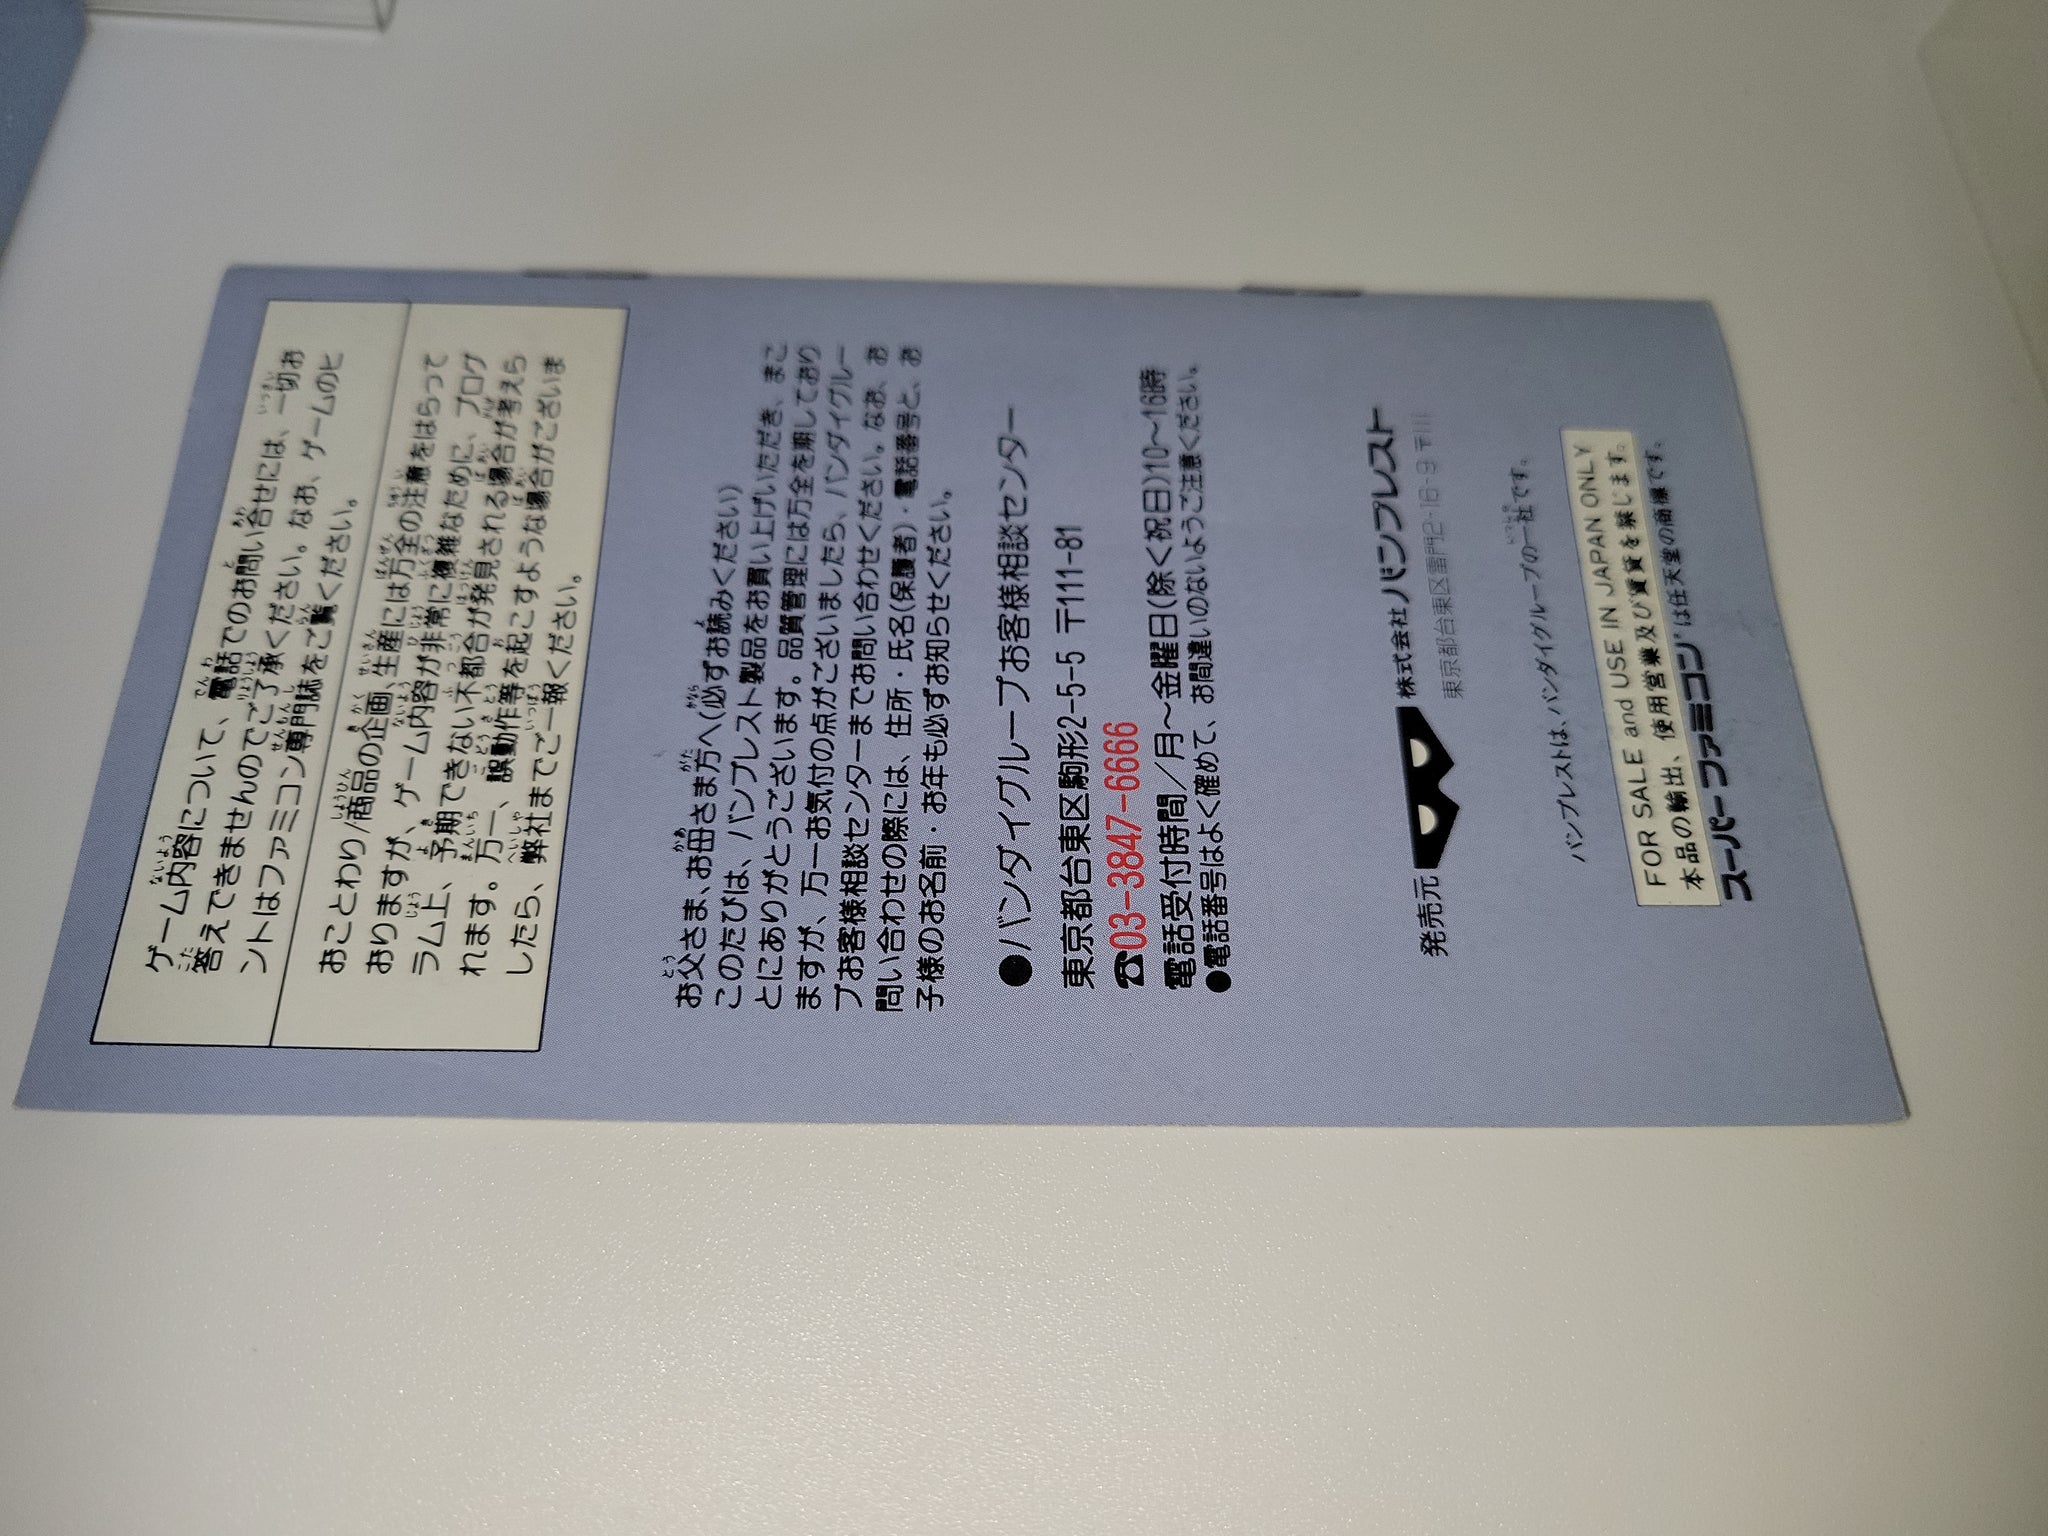 ゲーム内容について、電話でのお問い合せには、一切お
答えできませんのでご了承ください。なお、ゲームのヒ
ントはファミコン専門誌をご覧ください。
おことわり/商品の企画 生産には万全の注意をはらって
おりますが、ゲーム内容が非常に複雑なために、プログ
ラム上、予期できない不都合が発見される場合が考えら
れます。万一、誤動作等を起こすような場合がございま
したら、弊社までご一報ください。
お父さま、お母さま方へ(必ずお読みください)
このたびは、バンプレスト製品をお買い上げいただき、まこ
とにありがとうございます。品質管理には万全を期しており
ますが、万一お気付の点がございましたら、バンダイグルー
プお客様相談センターまでお問い合わせください。なお、お
問い合わせの際には、住所・氏名(保護者)・電話番号と、お
子様のお名前・お年も必ずお知らせください。
●バンダイグループお客様相談センター
東京都台東区駒形2-5-5 〒111-81
☎03-3847-6666
電話受付時間／月〜金曜日(除く祝日)10〜16時
●電話番号はよく確めて、お間違いのないようご注意ください。
発売元 株式会社 バンプレスト
東京都台東区雷門2-16-9 〒111
バンプレストは、バンダイグループの一社です。
FOR SALE and USE IN JAPAN ONLY
本品の輸出、使用営業及び賃貸を禁じます。
スーパーファミコン®は任天堂の商標です。